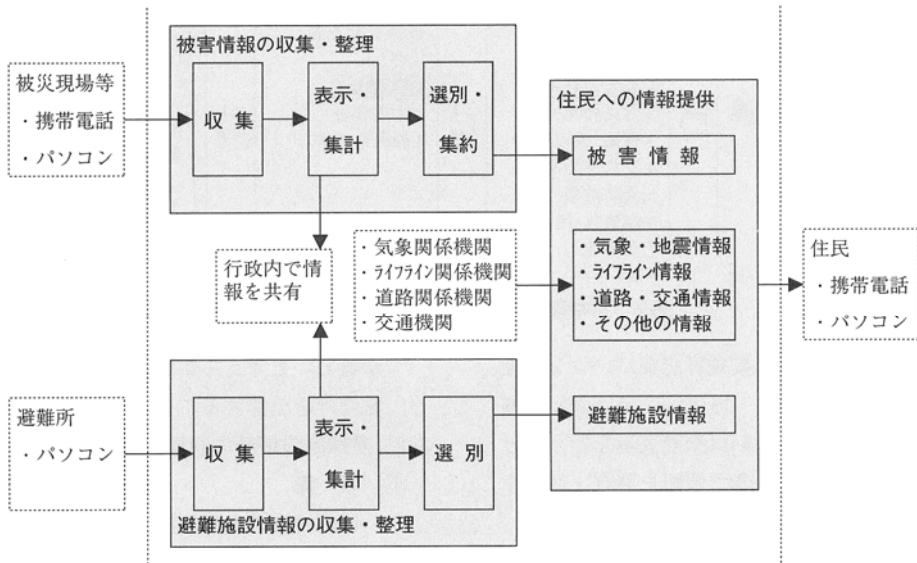 被災現場等
・携帯電話
・パソコン
被害情報の収集・整理
収 集
表示・
集計
選別・
集約
行政内で情
報を共有
・気象関係機関
・ﾗｲﾌﾗｲﾝ関係機関
・道路関係機関
・交通機関
避難所
・パソコン
収 集
表示・
集計
選 別
避難施設情報の収集・整理
住民への情報提供
被 害 情 報
・気象・地震情報
・ﾗｲﾌﾗｲﾝ情報
・道路・交通情報
・その他の情報
避難施設情報
住民
・携帯電話
・パソコン